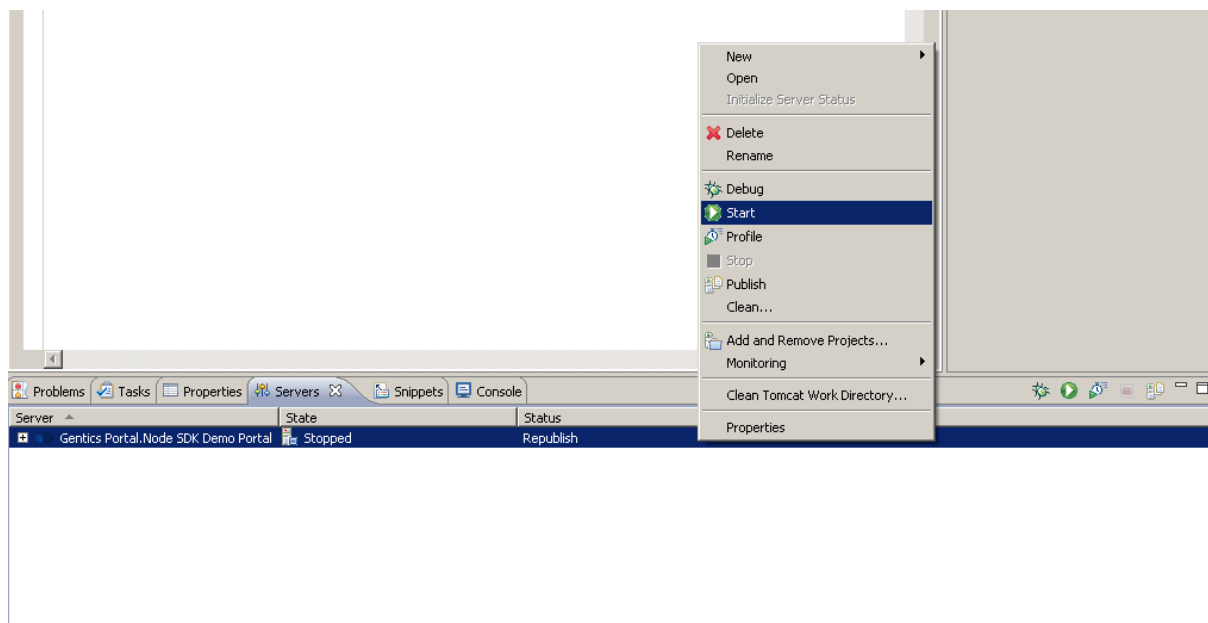 New
Open
Initialize Server Status
Delete
Rename
Debug
Start
Profile
Stop
Publish
Clean...
Add and Remove Projects...
Monitoring
Clean Tomcat Work Directory...
Properties
Problems Tasks Properties Servers Snippets Console
Server State Status
Gentics Portal.Node SDK Demo Portal Stopped Republish